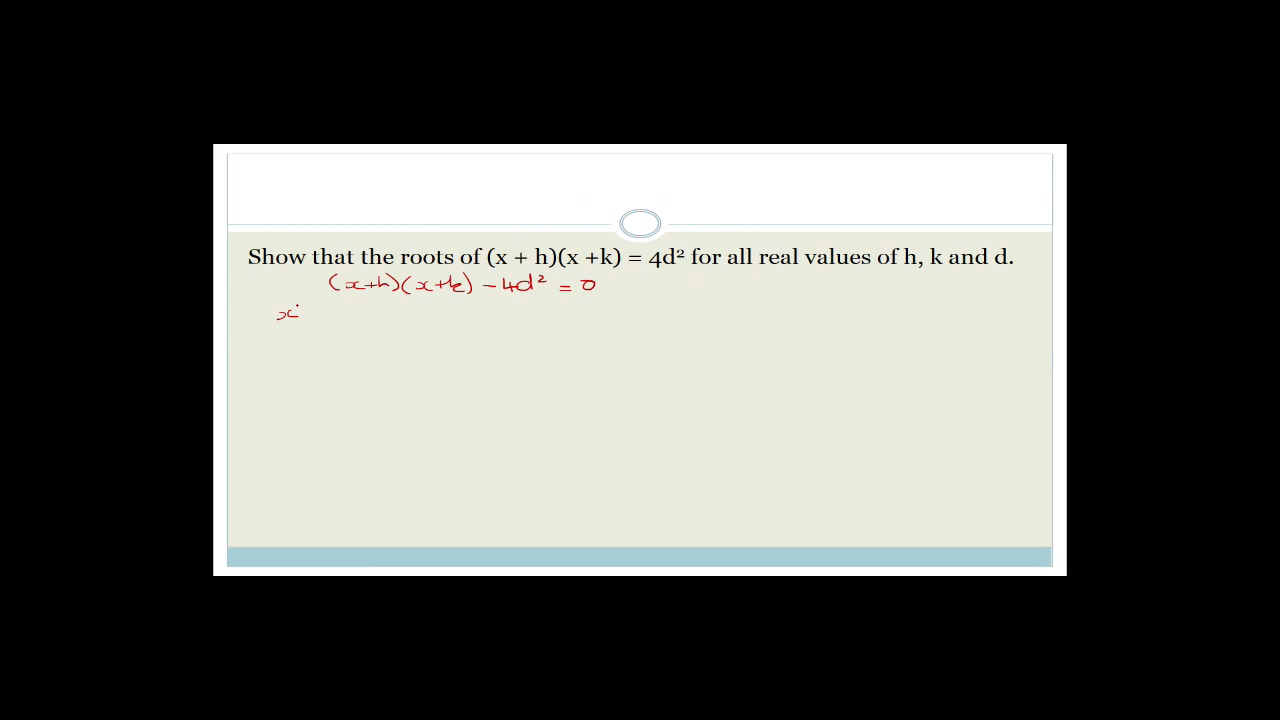 Show that the roots of (x + h)(x +k) = 4d² for all real values of h, k and d.
(x+h)(x+k) - 4d² = 0
x